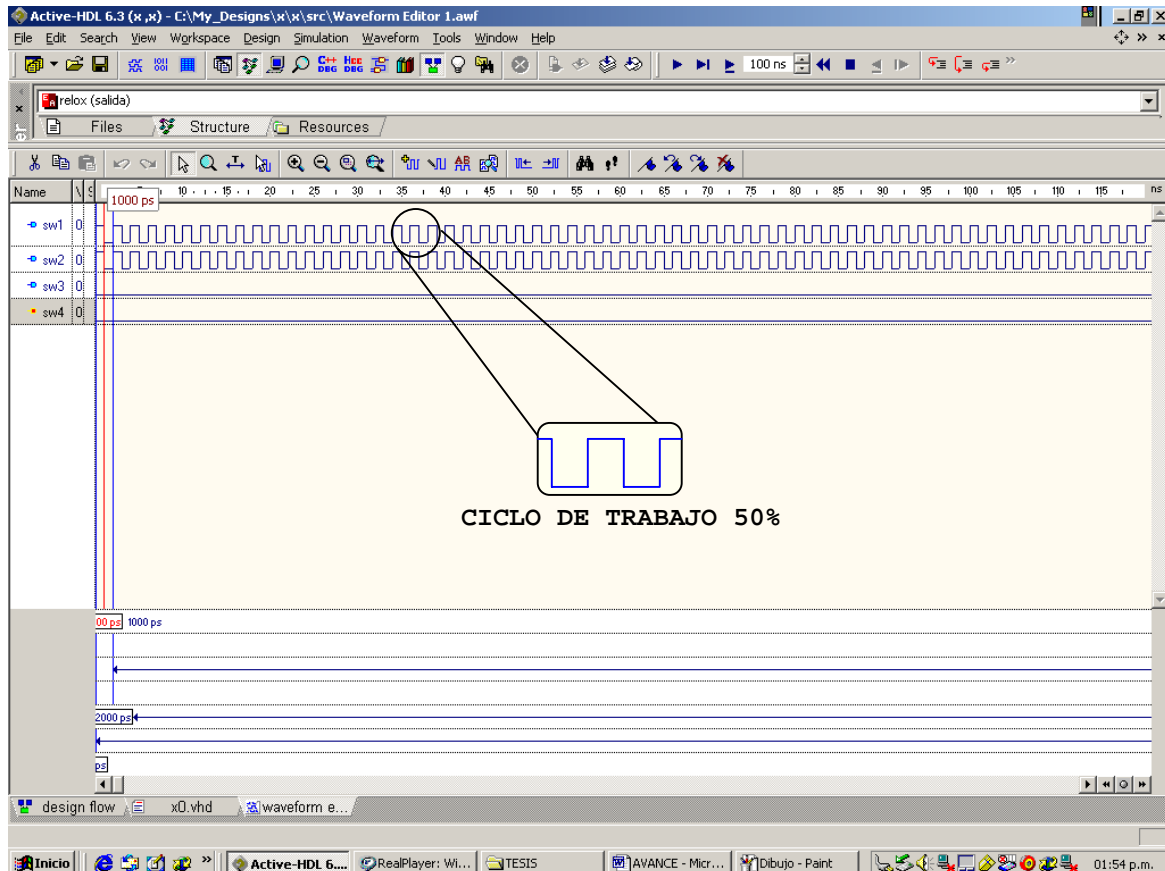 Active-HDL 6.3 (x ,x) - C:\My_Designs\x\x\src\Waveform Editor 1.awf
File Edit Search View Workspace Design Simulation Waveform Tools Window Help
100 ns
relox (salida)
Files Structure Resources
Name
10 15 20 25 30 35 40 45 50 55 60 65 70 75 80 85 90 95 100 105 110 115 ns
1000 ps
sw1 0
sw2 0
sw3 0
sw4 0
CICLO DE TRABAJO 50%
00 ps 1000 ps
2000 ps
ps
design flow x0.vhd waveform e...
Inicio Active-HDL 6.... RealPlayer: Wi... TESIS AVANCE - Micr... Dibujo - Paint 01:54 p.m.